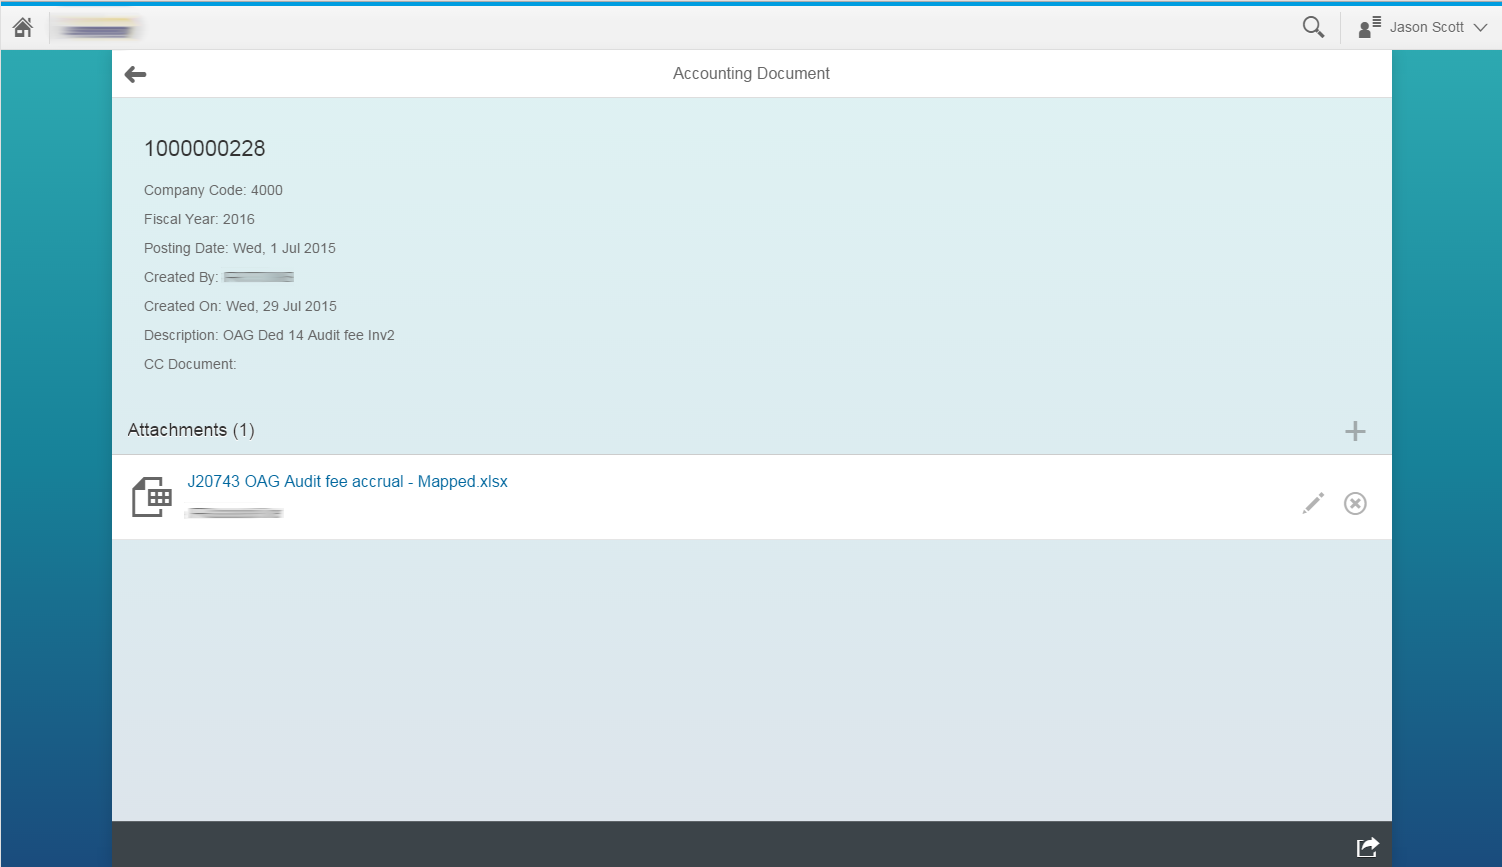 Jason Scott
Accounting Document
1000000228
Company Code: 4000
Fiscal Year: 2016
Posting Date: Wed, 1 Jul 2015
Created By:
Created On: Wed, 29 Jul 2015
Description: OAG Ded 14 Audit fee Inv2
CC Document:
Attachments (1)
J20743 OAG Audit fee accrual - Mapped.xlsx